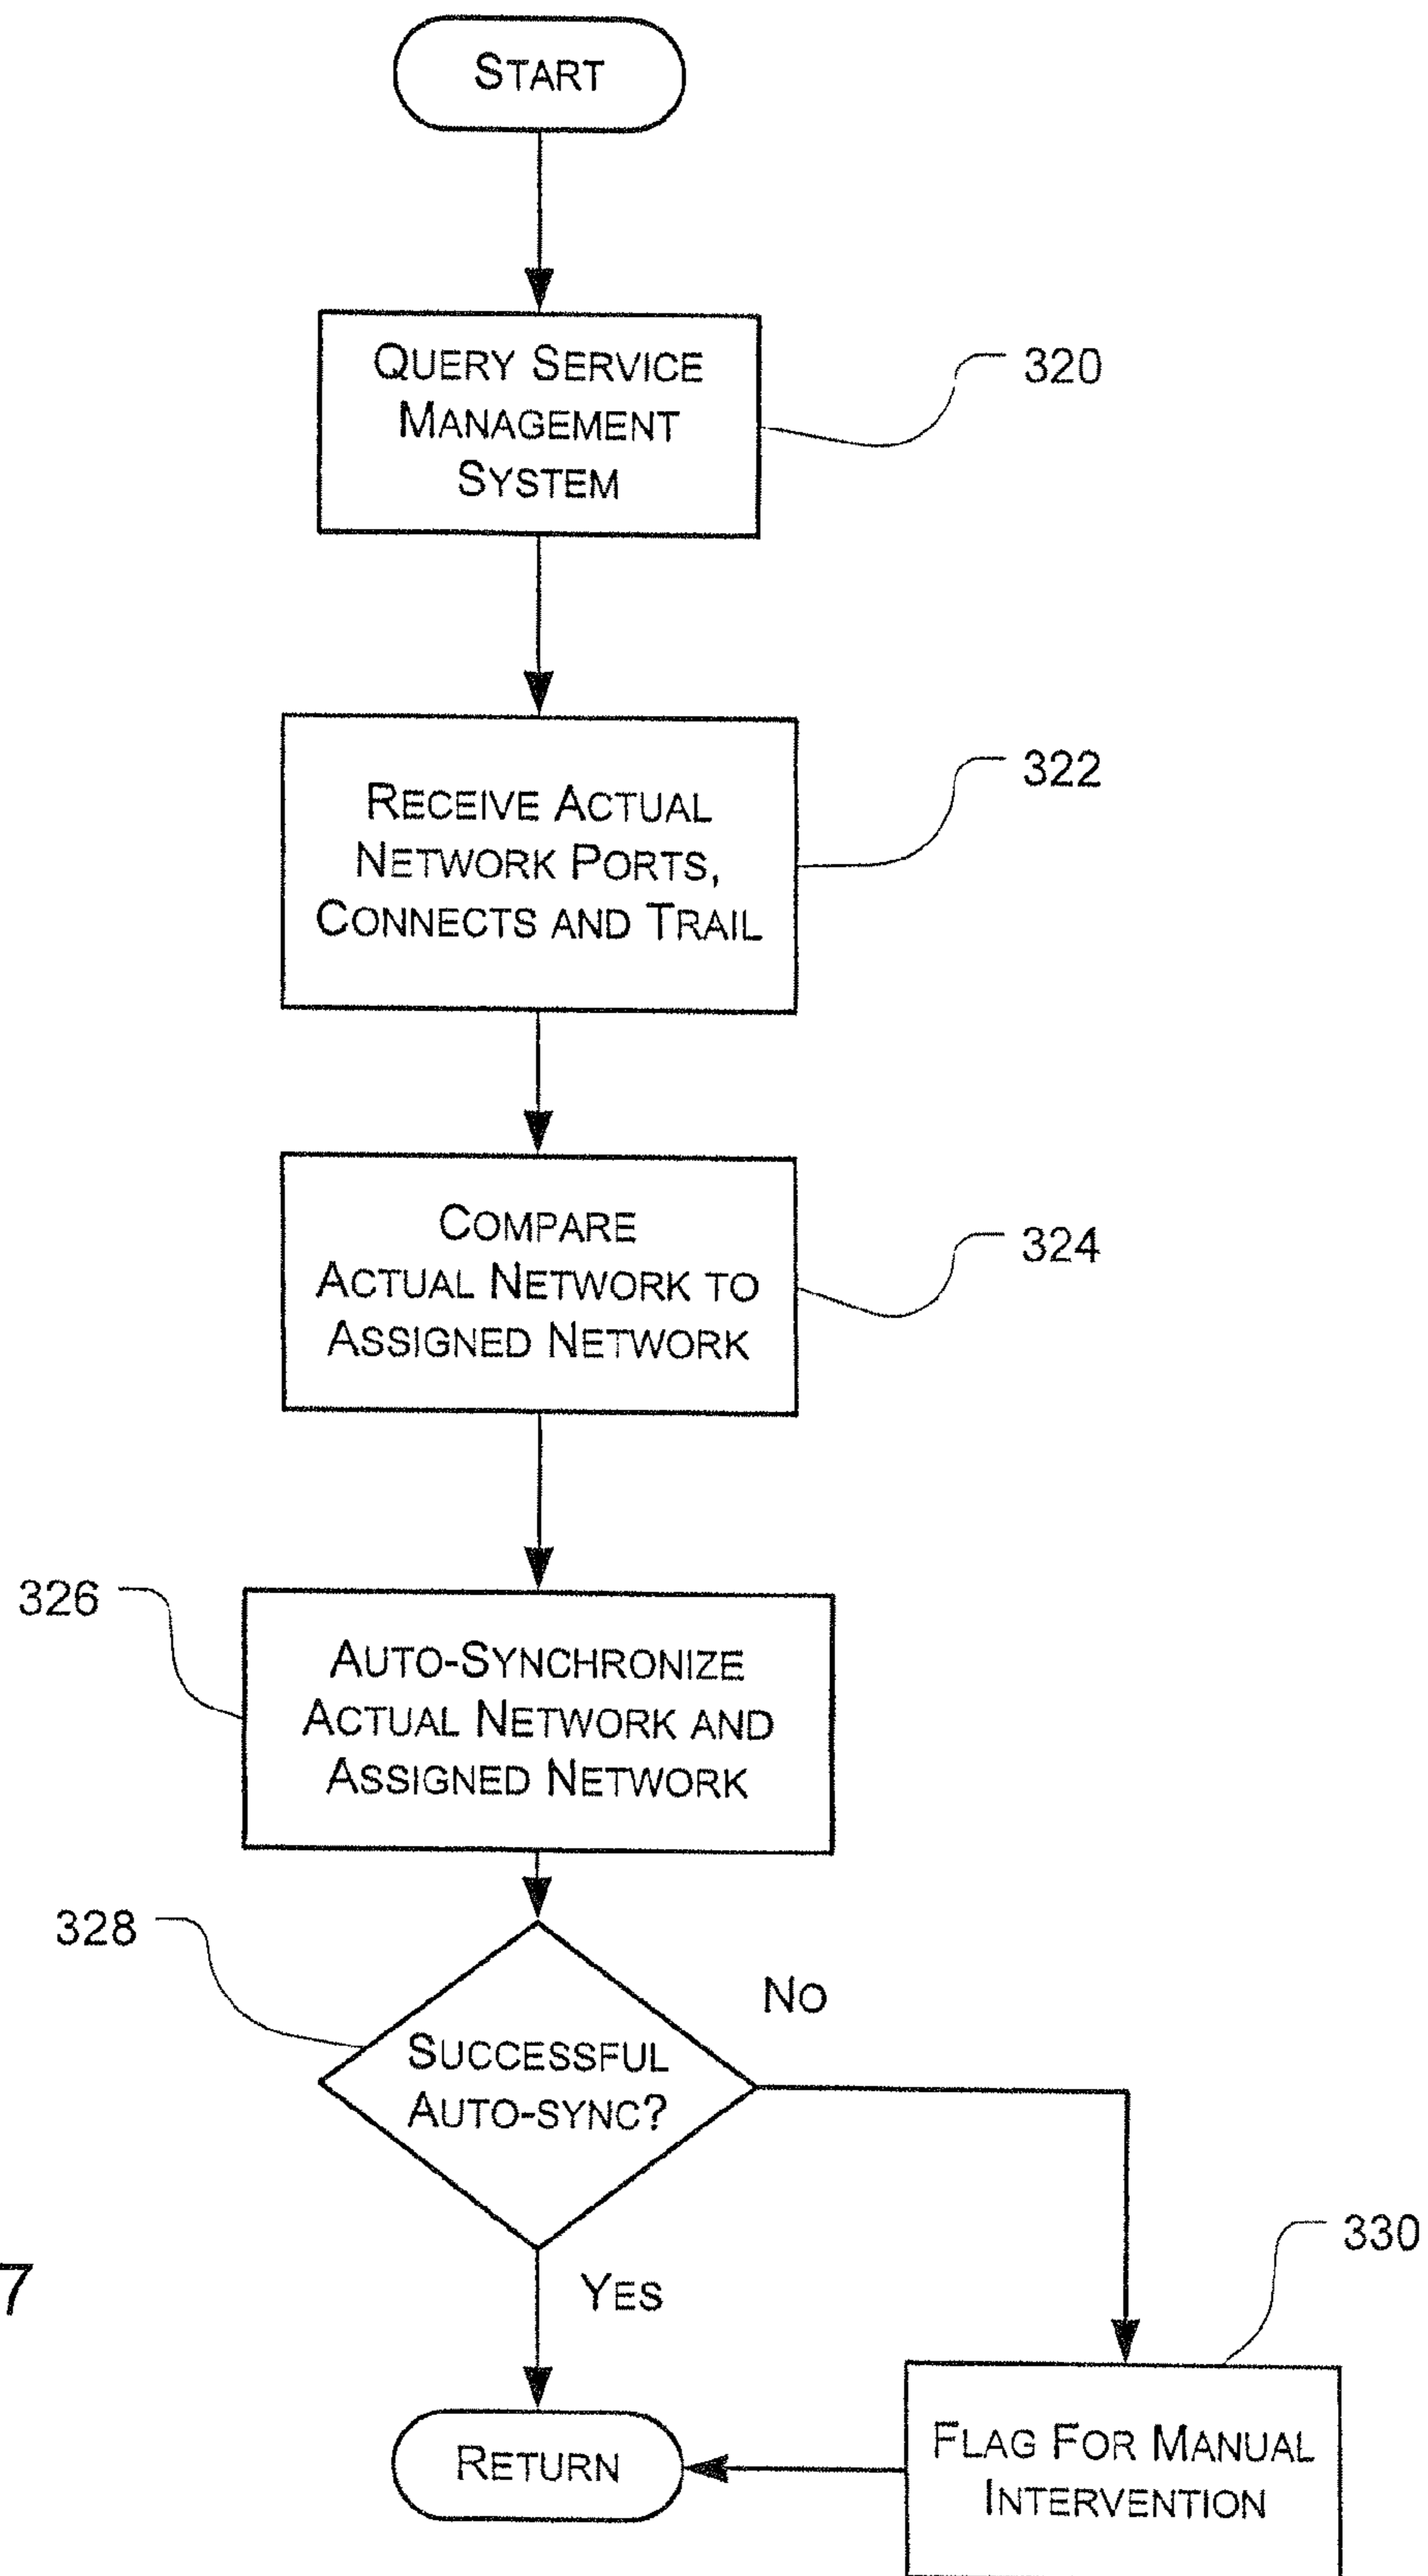 START
QUERY SERVICE
MANAGEMENT
SYSTEM
320
RECEIVE ACTUAL
NETWORK PORTS,
CONNECTS AND TRAIL
322
COMPARE
ACTUAL NETWORK TO
ASSIGNED NETWORK
324
326
AUTO-SYNCHRONIZE
ACTUAL NETWORK AND
ASSIGNED NETWORK
328
SUCCESSFUL
AUTO-SYNC?
NO
YES
7
330
RETURN
FLAG FOR MANUAL
INTERVENTION